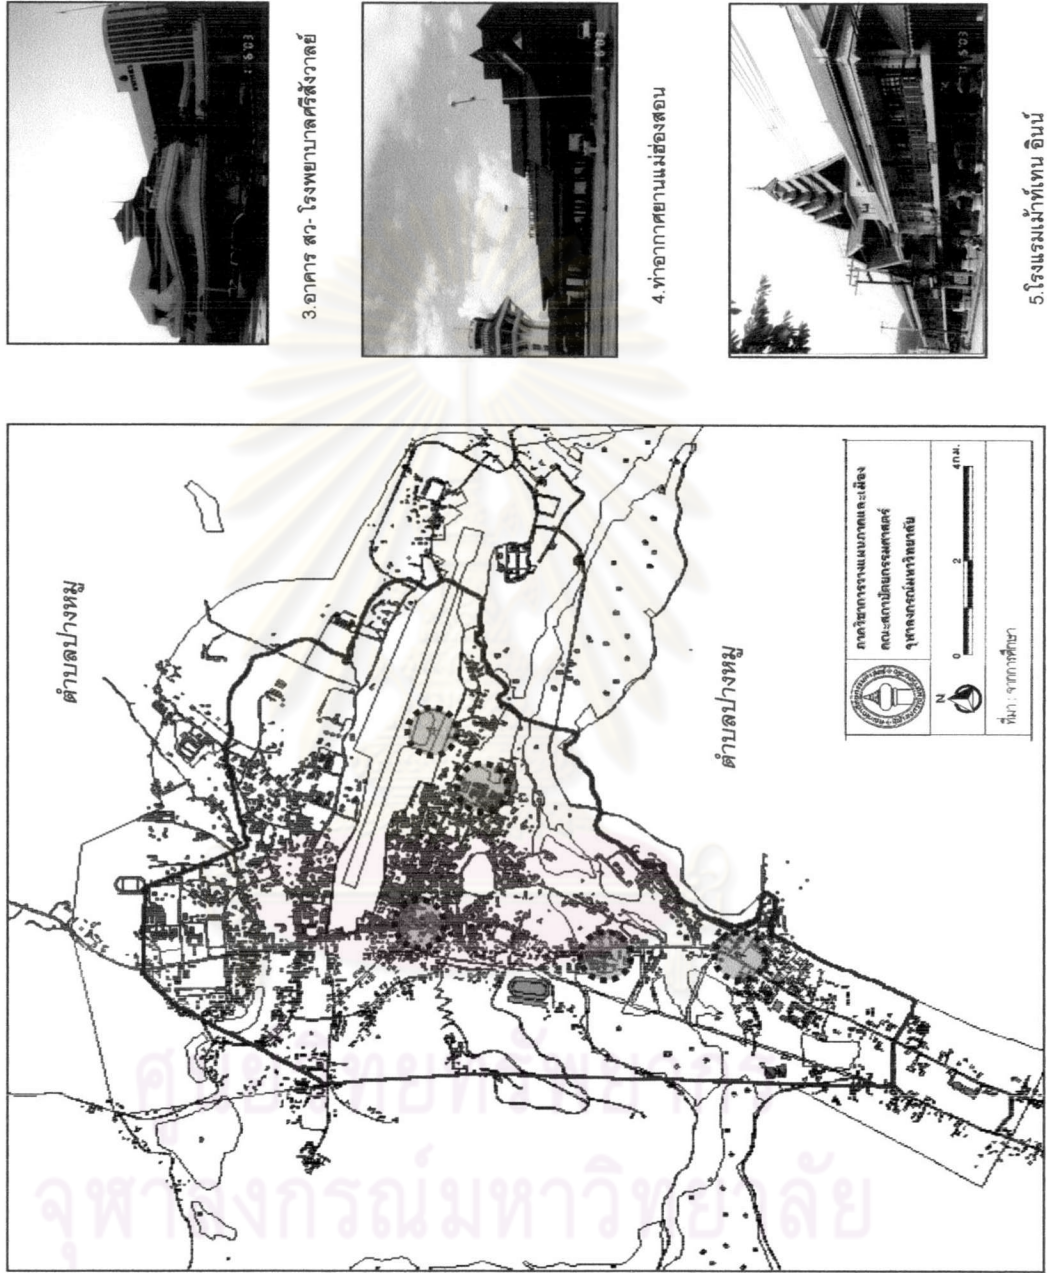 3.อาคาร สว- โรงพยาบาลศรีสังวาลย์
4.ท่าอากาศยานแม่ฮ่องสอน
5.โรงแรมเม้าท์เทน อินน์
ตำบลปางหมู
ตำบลปางหมู
ภาควิชาการวางแผนภาคและเมือง
คณะสถาปัตยกรรมศาสตร์
จุฬาลงกรณ์มหาวิทยาลัย
N
0 2 4กม.
ที่มา : จากการศึกษา
ศูนย์วิทยทรัพยากร
จุฬาลงกรณ์มหาวิทยาลัย